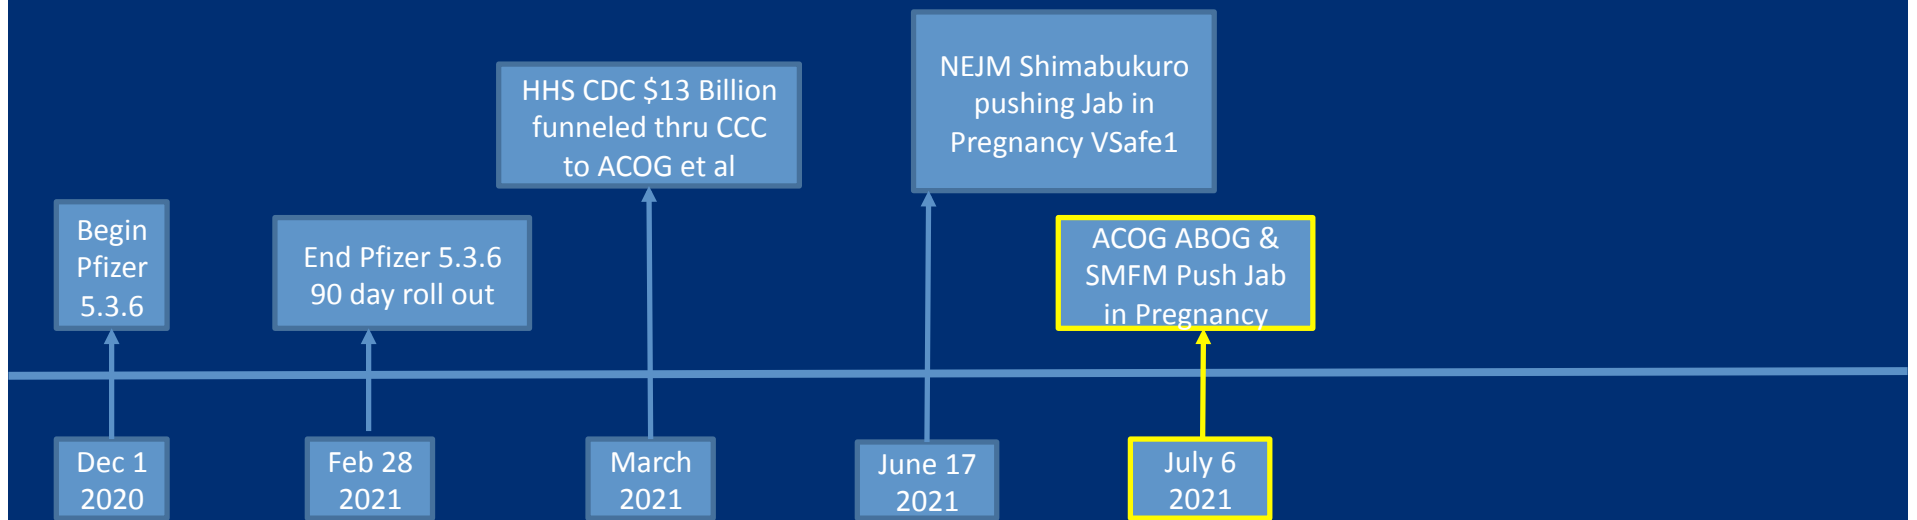 Begin
Pfizer
5.3.6
End Pfizer 5.3.6
90 day roll out
HHS CDC $13 Billion
funneled thru CCC
to ACOG et al
NEJM Shimabukuro
pushing Jab in
Pregnancy VSafe1
ACOG ABOG &
SMFM Push Jab
in Pregnancy
Dec 1
2020
Feb 28
2021
March
2021
June 17
2021
July 6
2021